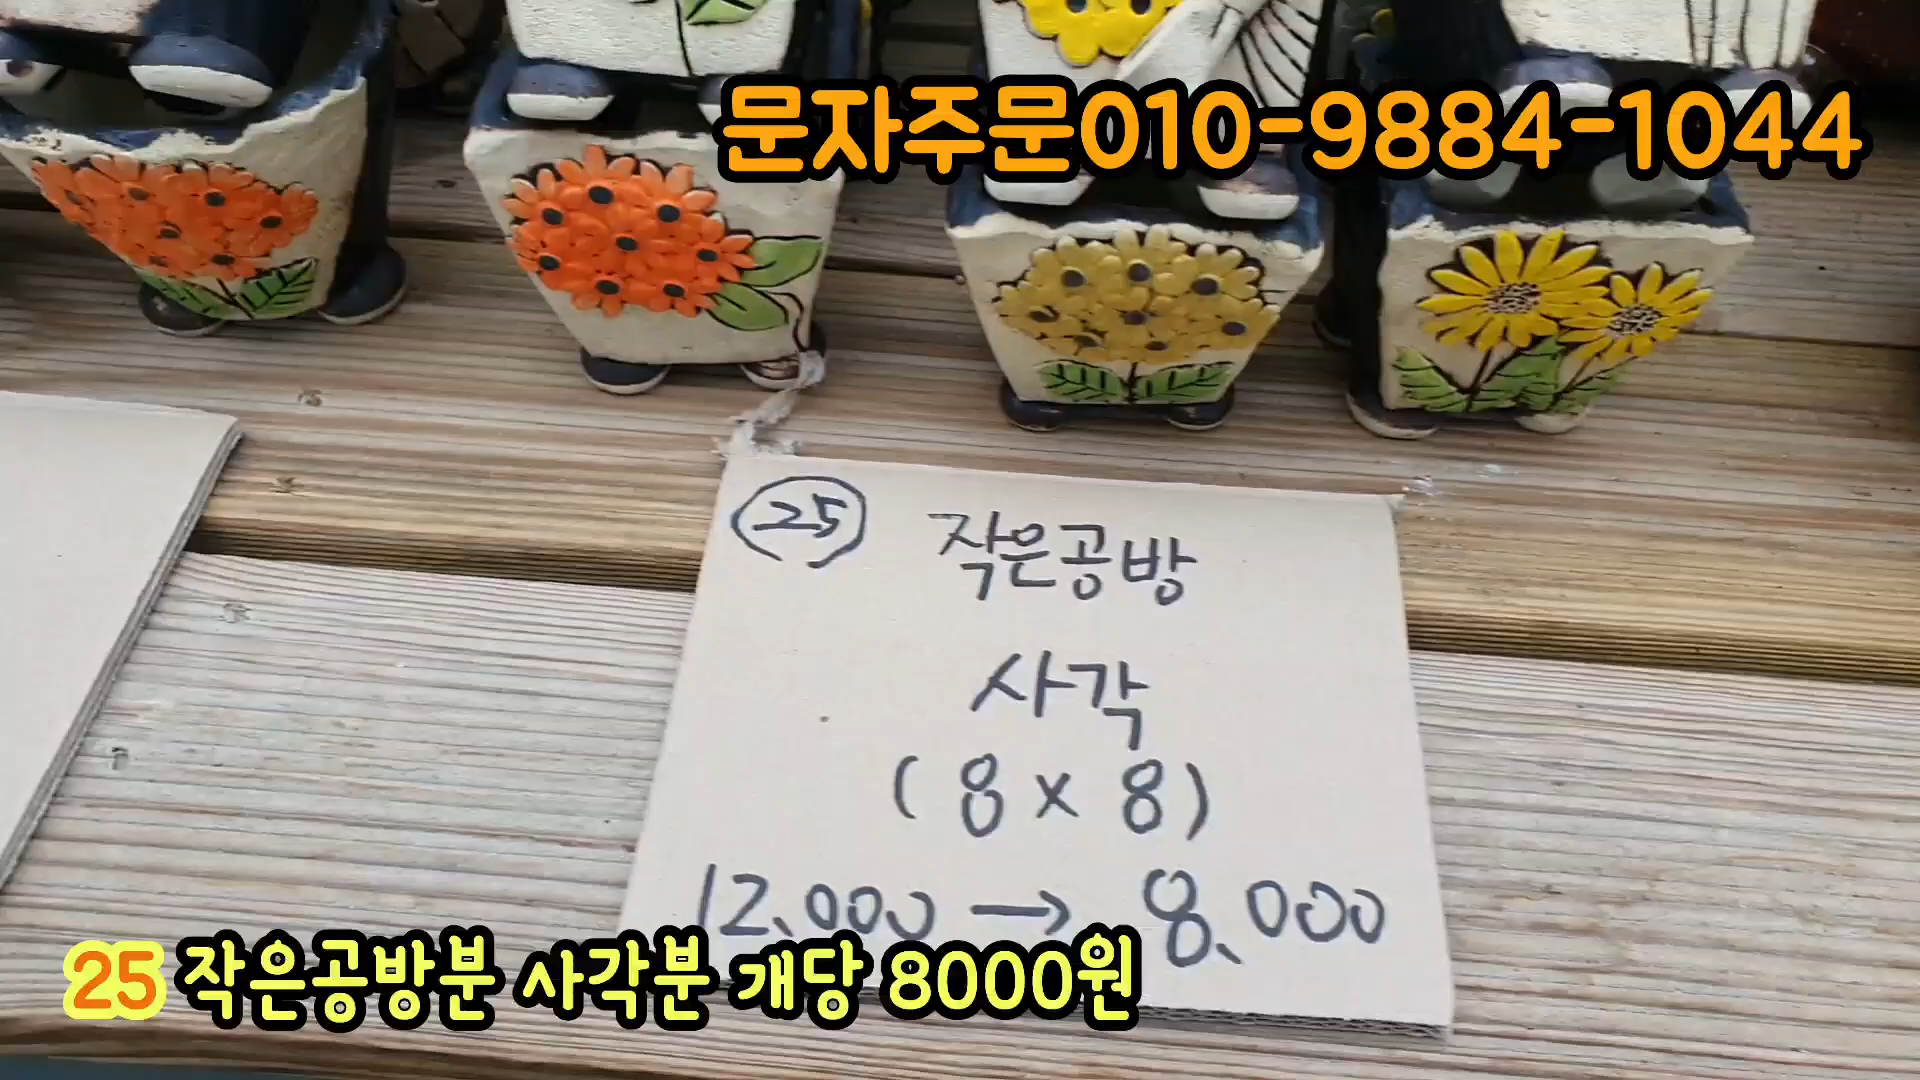 문자주문010-9884-1044
25 작은공방
사각
(8×8)
12,000 → 8,000
25 작은공방분 사각분 개당 8000원